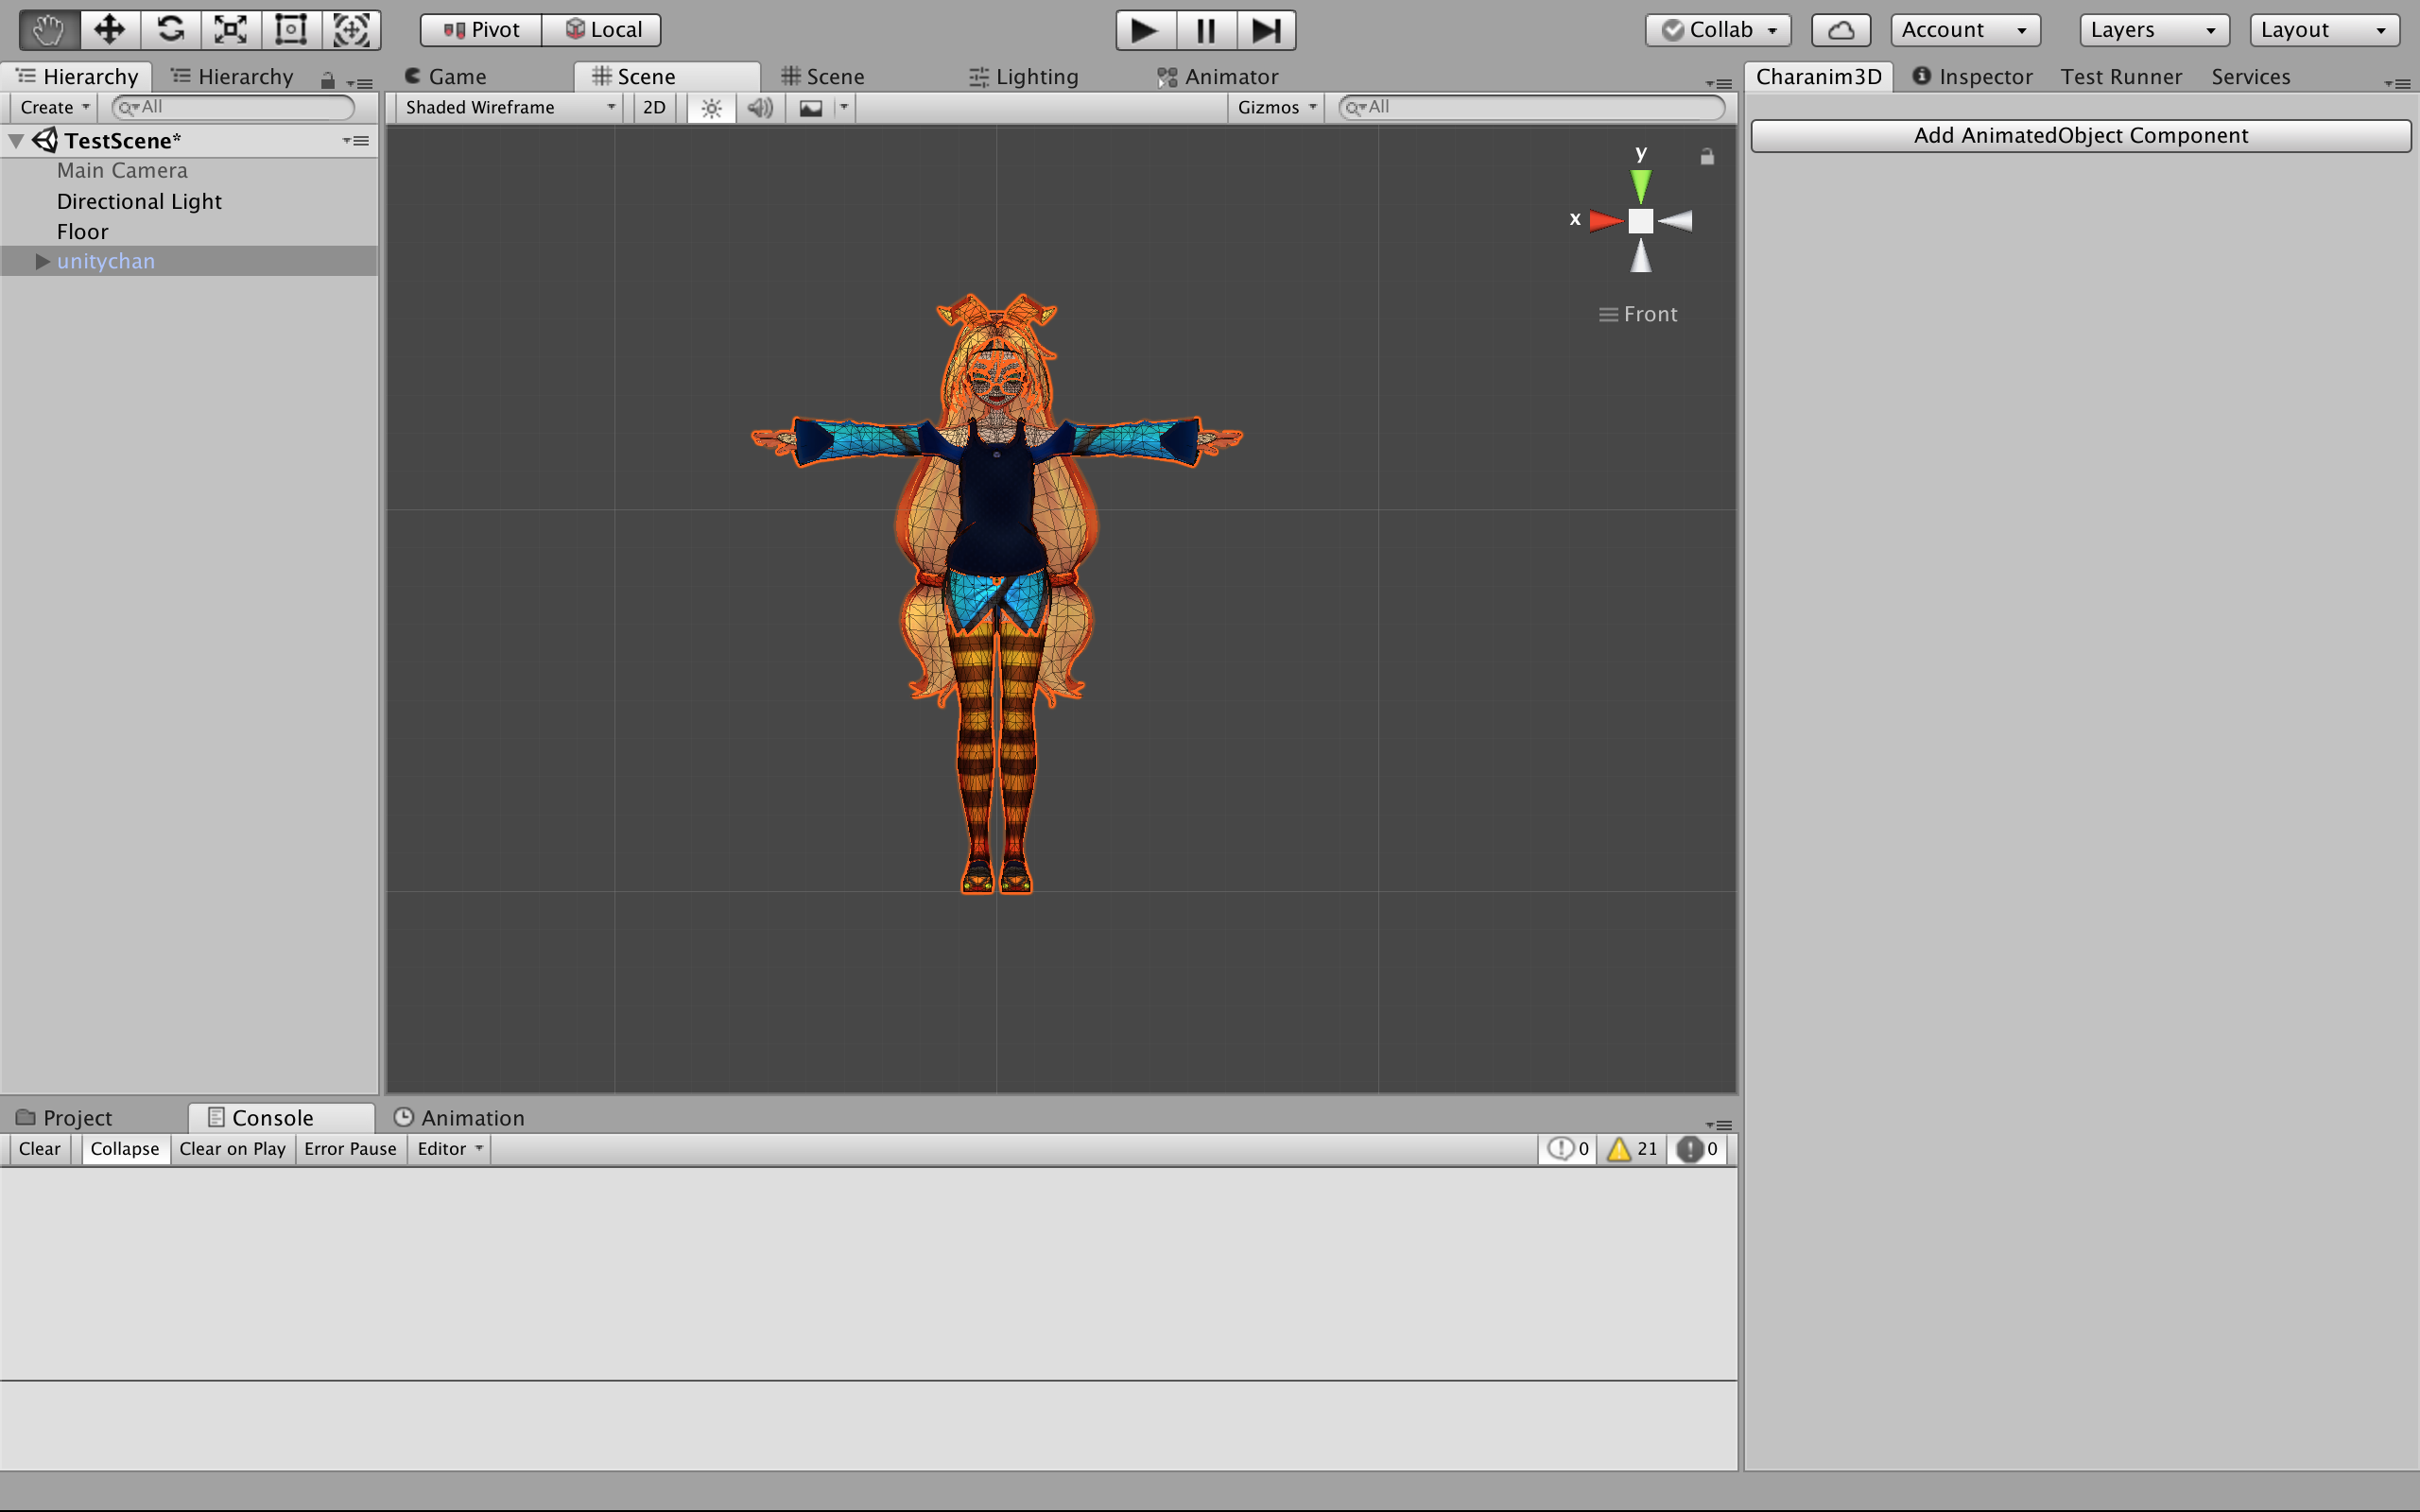 Pivot Local Collab Account Layers Layout
Hierarchy Hierarchy Game Scene Scene Lighting Animator Charanim3D Inspector Test Runner Services
Create All Shaded Wireframe 2D Gizmos All
Add AnimatedObject Component
TestScene*
Main Camera
Directional Light
Floor
unitychan
y
x
Front
Project Console Animation
Clear Collapse Clear on Play Error Pause Editor 0 21 0